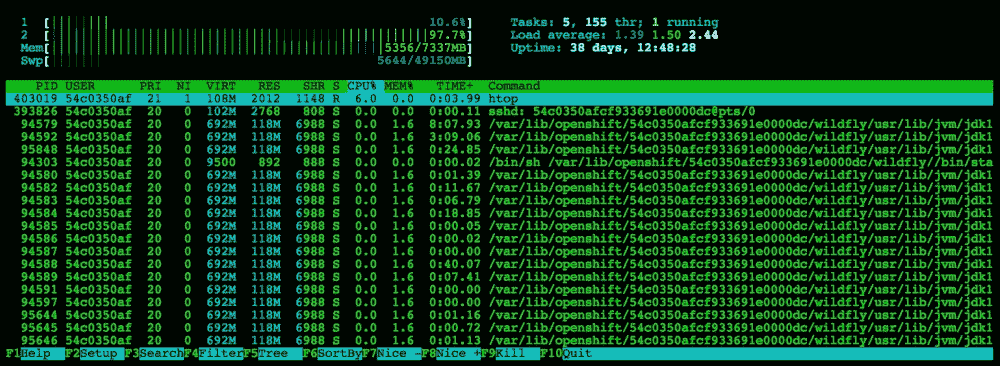 1 [ 10.6%] Tasks: 5, 155 thr; 1 running
2 [ 97.7%] Load average: 1.39 1.50 2.44
Mem[ 5356/7337MB] Uptime: 38 days, 12:48:28
Swp[ 5644/49150MB]
PID USER PRI NI VIRT RES SHR S CPU% MEM% TIME+ Command
403019 54c0350af 21 1 108M 2012 1148 R 6.0 0.0 0:03.99 htop
393826 54c0350af 20 0 102M 2768 808 S 0.0 0.0 0:00.11 sshd: 54c0350afcf933691e0000dc@pts/0
94579 54c0350af 20 0 692M 118M 6988 S 0.0 1.6 8:07.93 /var/lib/openshift/54c0350afcf933691e0000dc/wildfly/usr/lib/jvm/jdk1
94592 54c0350af 20 0 692M 118M 6988 S 0.0 1.6 3:09.06 /var/lib/openshift/54c0350afcf933691e0000dc/wildfly/usr/lib/jvm/jdk1
95848 54c0350af 20 0 692M 118M 6988 S 0.0 1.6 0:24.85 /var/lib/openshift/54c0350afcf933691e0000dc/wildfly/usr/lib/jvm/jdk1
94303 54c0350af 20 0 9500 892 888 S 0.0 0.0 0:00.02 /bin/sh /var/lib/openshift/54c0350afcf933691e0000dc/wildfly//bin/sta
94580 54c0350af 20 0 692M 118M 6988 S 0.0 1.6 0:01.39 /var/lib/openshift/54c0350afcf933691e0000dc/wildfly/usr/lib/jvm/jdk1
94582 54c0350af 20 0 692M 118M 6988 S 0.0 1.6 0:11.67 /var/lib/openshift/54c0350afcf933691e0000dc/wildfly/usr/lib/jvm/jdk1
94583 54c0350af 20 0 692M 118M 6988 S 0.0 1.6 0:06.79 /var/lib/openshift/54c0350afcf933691e0000dc/wildfly/usr/lib/jvm/jdk1
94584 54c0350af 20 0 692M 118M 6988 S 0.0 1.6 0:18.85 /var/lib/openshift/54c0350afcf933691e0000dc/wildfly/usr/lib/jvm/jdk1
94585 54c0350af 20 0 692M 118M 6988 S 0.0 1.6 0:00.05 /var/lib/openshift/54c0350afcf933691e0000dc/wildfly/usr/lib/jvm/jdk1
94586 54c0350af 20 0 692M 118M 6988 S 0.0 1.6 0:00.02 /var/lib/openshift/54c0350afcf933691e0000dc/wildfly/usr/lib/jvm/jdk1
94587 54c0350af 20 0 692M 118M 6988 S 0.0 1.6 0:00.00 /var/lib/openshift/54c0350afcf933691e0000dc/wildfly/usr/lib/jvm/jdk1
94588 54c0350af 20 0 692M 118M 6988 S 0.0 1.6 0:40.07 /var/lib/openshift/54c0350afcf933691e0000dc/wildfly/usr/lib/jvm/jdk1
94589 54c0350af 20 0 692M 118M 6988 S 0.0 1.6 0:07.41 /var/lib/openshift/54c0350afcf933691e0000dc/wildfly/usr/lib/jvm/jdk1
94591 54c0350af 20 0 692M 118M 6988 S 0.0 1.6 0:00.00 /var/lib/openshift/54c0350afcf933691e0000dc/wildfly/usr/lib/jvm/jdk1
94597 54c0350af 20 0 692M 118M 6988 S 0.0 1.6 0:00.00 /var/lib/openshift/54c0350afcf933691e0000dc/wildfly/usr/lib/jvm/jdk1
95644 54c0350af 20 0 692M 118M 6988 S 0.0 1.6 0:01.16 /var/lib/openshift/54c0350afcf933691e0000dc/wildfly/usr/lib/jvm/jdk1
95645 54c0350af 20 0 692M 118M 6988 S 0.0 1.6 0:00.72 /var/lib/openshift/54c0350afcf933691e0000dc/wildfly/usr/lib/jvm/jdk1
95646 54c0350af 20 0 692M 118M 6988 S 0.0 1.6 0:01.13 /var/lib/openshift/54c0350afcf933691e0000dc/wildfly/usr/lib/jvm/jdk1
F1Help F2Setup F3SearchF4FilterF5Tree F6SortByF7Nice -F8Nice +F9Kill F10Quit